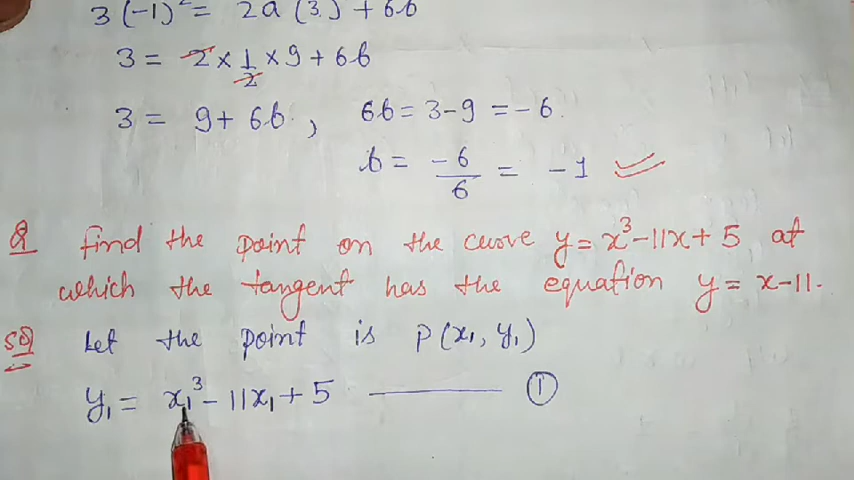 3 (-1)² = 2a (3) + 6b
3 = 2 × 1/2 × 9 + 6b
3 = 9 + 6b , 6b = 3 - 9 = - 6
b = -6/6 = - 1
Q find the point on the curve y = x³ - 11x + 5 at
which the tangent has the equation y = x - 11.
Sol Let the point is P(x₁, y₁)
y₁ = x₁³ - 11x₁ + 5 ——— ①